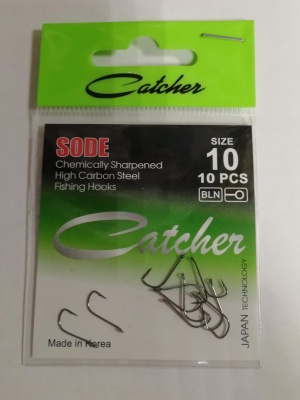 Catcher
SODE
Chemically Sharpened
High Carbon Steel
Fishing Hooks
SIZE
10
10 PCS
BLN
Catcher
JAPAN
TECHNOLOGY
Made in Korea